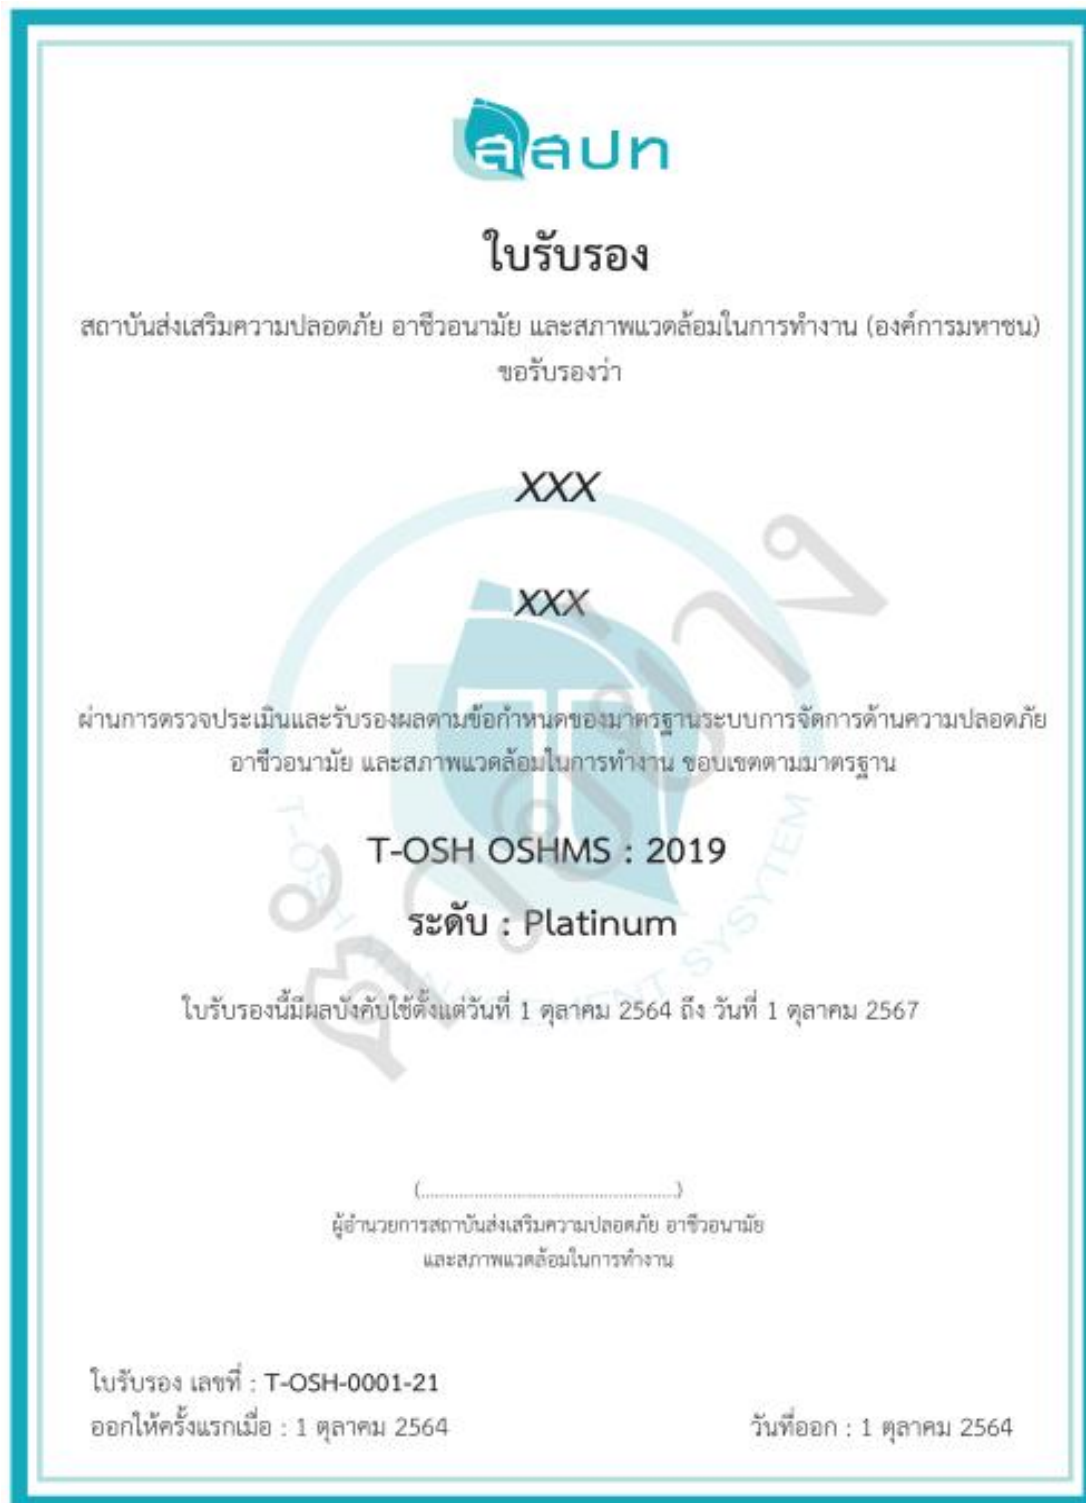 สสปท
ใบรับรอง
สถาบันส่งเสริมความปลอดภัย อาชีวอนามัย และสภาพแวดล้อมในการทำงาน (องค์การมหาชน)
ขอรับรองว่า
XXX
XXX
ผ่านการตรวจประเมินและรับรองผลตามข้อกำหนดของมาตรฐานระบบการจัดการด้านความปลอดภัย
อาชีวอนามัย และสภาพแวดล้อมในการทำงาน ขอบเขตตามมาตรฐาน
T-OSH OSHMS : 2019
ระดับ : Platinum
ใบรับรองนี้มีผลบังคับใช้ตั้งแต่วันที่ 1 ตุลาคม 2564 ถึง วันที่ 1 ตุลาคม 2567
T
T-OSH MANAGEMENT SYSYTEM
ตัวอย่าง
(....................................................)
ผู้อำนวยการสถาบันส่งเสริมความปลอดภัย อาชีวอนามัย
และสภาพแวดล้อมในการทำงาน
ใบรับรอง เลขที่ : T-OSH-0001-21
ออกให้ครั้งแรกเมื่อ : 1 ตุลาคม 2564
วันที่ออก : 1 ตุลาคม 2564